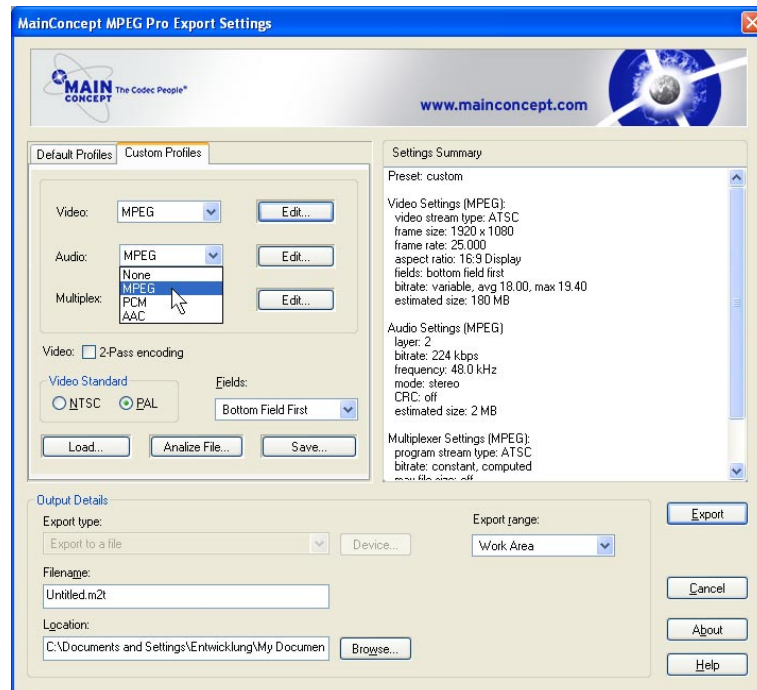 MainConcept MPEG Pro Export Settings
MAIN CONCEPT The Codec People®
www.mainconcept.com
Default Profiles
Custom Profiles
Video: MPEG Edit...
Audio: MPEG Edit...
None
MPEG
PCM
AAC
Multiplex: Edit...
Video: 2-Pass encoding
Video Standard
NTSC PAL
Fields:
Bottom Field First
Load... Analize File... Save...
Settings Summary
Preset: custom
Video Settings (MPEG):
video stream type: ATSC
frame size: 1920 x 1080
frame rate: 25.000
aspect ratio: 16:9 Display
fields: bottom field first
bitrate: variable, avg 18.00, max 19.40
estimated size: 180 MB
Audio Settings (MPEG)
layer: 2
bitrate: 224 kbps
frequency: 48.0 kHz
mode: stereo
CRC: off
estimated size: 2 MB
Multiplexer Settings (MPEG):
program stream type: ATSC
bitrate: constant, computed
max file size: off
Output Details
Export type:
Export to a file Device...
Export range:
Work Area
Filename:
Untitled.m2t
Location:
C:\Documents and Settings\Entwicklung\My Documen Browse...
Export
Cancel
About
Help